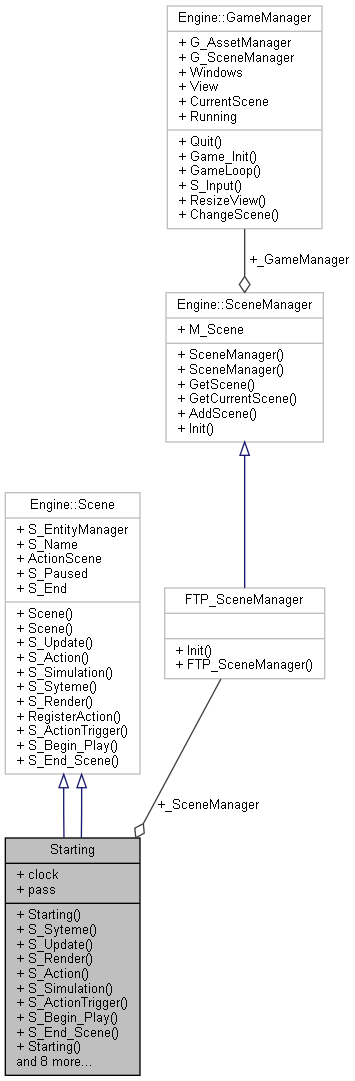 Engine::GameManager
+ G_AssetManager
+ G_SceneManager
+ Windows
+ View
+ CurrentScene
+ Running
+ Quit()
+ Game_Init()
+ GameLoop()
+ S_Input()
+ ResizeView()
+ ChangeScene()
+_GameManager
Engine::SceneManager
+ M_Scene
+ SceneManager()
+ SceneManager()
+ GetScene()
+ GetCurrentScene()
+ AddScene()
+ Init()
Engine::Scene
+ S_EntityManager
+ S_Name
+ ActionScene
+ S_Paused
+ S_End
+ Scene()
+ Scene()
+ S_Update()
+ S_Action()
+ S_Simulation()
+ S_Syteme()
+ S_Render()
+ RegisterAction()
+ S_ActionTrigger()
+ S_Begin_Play()
+ S_End_Scene()
FTP_SceneManager
+ Init()
+ FTP_SceneManager()
+_SceneManager
Starting
+ clock
+ pass
+ Starting()
+ S_Syteme()
+ S_Update()
+ S_Render()
+ S_Action()
+ S_Simulation()
+ S_ActionTrigger()
+ S_Begin_Play()
+ S_End_Scene()
+ Starting()
and 8 more...